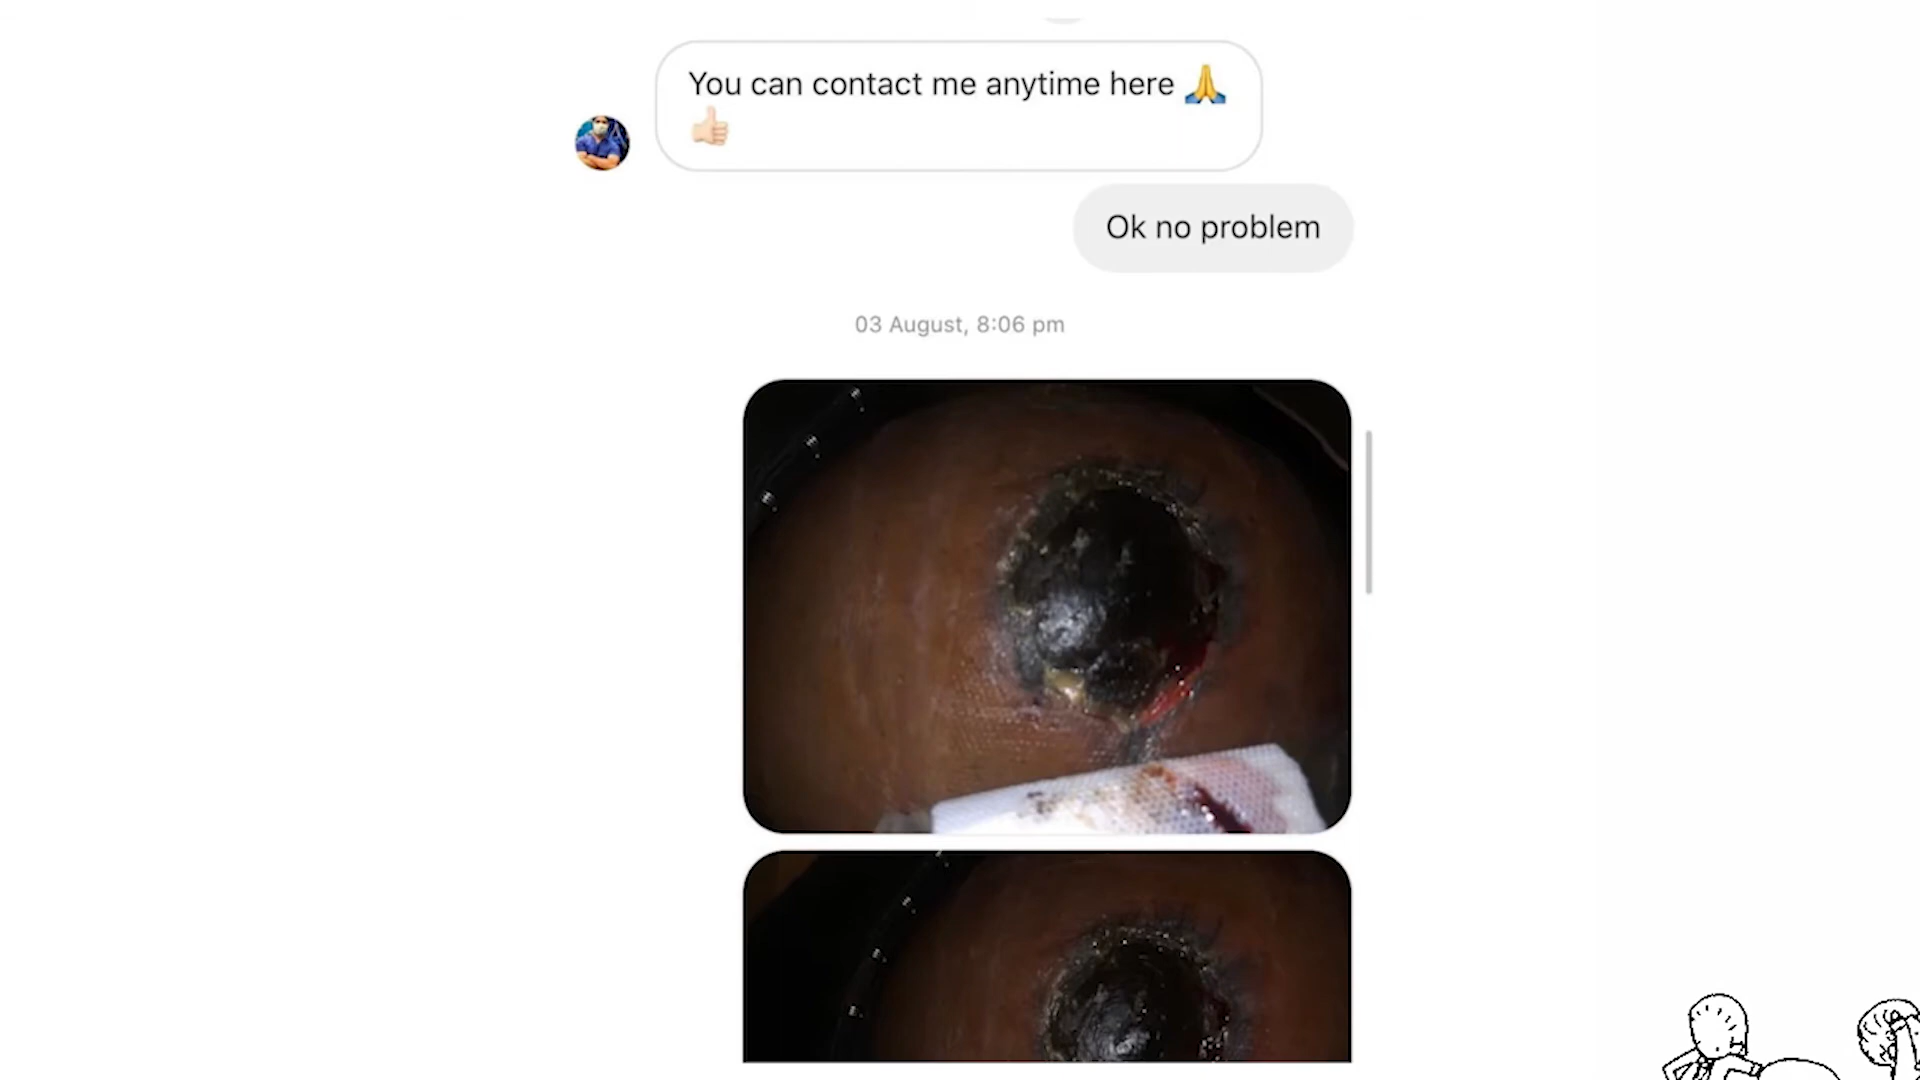 You can contact me anytime here 🙏
👍🏻
Ok no problem
03 August, 8:06 pm